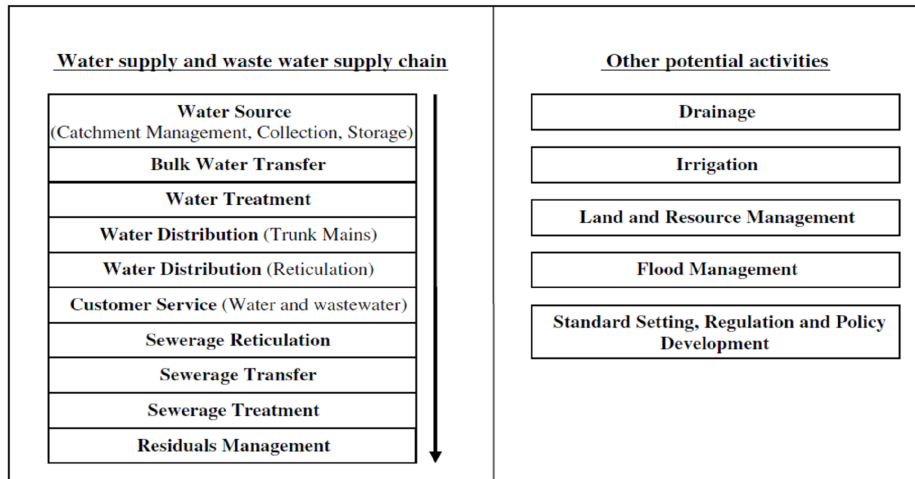 Water supply and waste water supply chain
Water Source
(Catchment Management, Collection, Storage)
Bulk Water Transfer
Water Treatment
Water Distribution (Trunk Mains)
Water Distribution (Reticulation)
Customer Service (Water and wastewater)
Sewerage Reticulation
Sewerage Transfer
Sewerage Treatment
Residuals Management
Other potential activities
Drainage
Irrigation
Land and Resource Management
Flood Management
Standard Setting, Regulation and Policy
Development